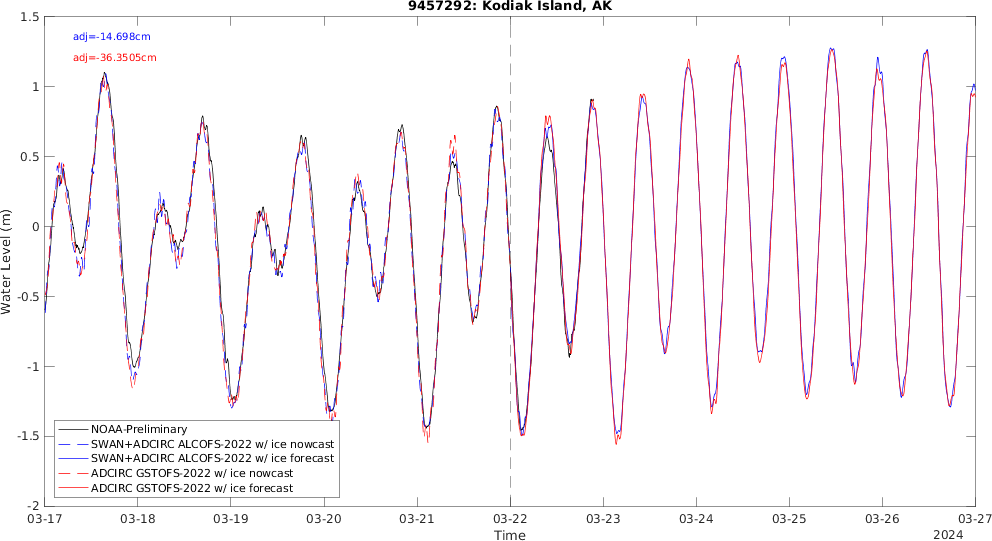 9457292: Kodiak Island, AK
adj=-14.698cm
adj=-36.3505cm
Water Level (m)
1.5
1
0.5
0
-0.5
-1
-1.5
-2
NOAA-Preliminary
SWAN+ADCIRC ALCOFS-2022 w/ ice nowcast
SWAN+ADCIRC ALCOFS-2022 w/ ice forecast
ADCIRC GSTOFS-2022 w/ ice nowcast
ADCIRC GSTOFS-2022 w/ ice forecast
03-17 03-18 03-19 03-20 03-21 03-22 03-23 03-24 03-25 03-26 03-27
Time
2024